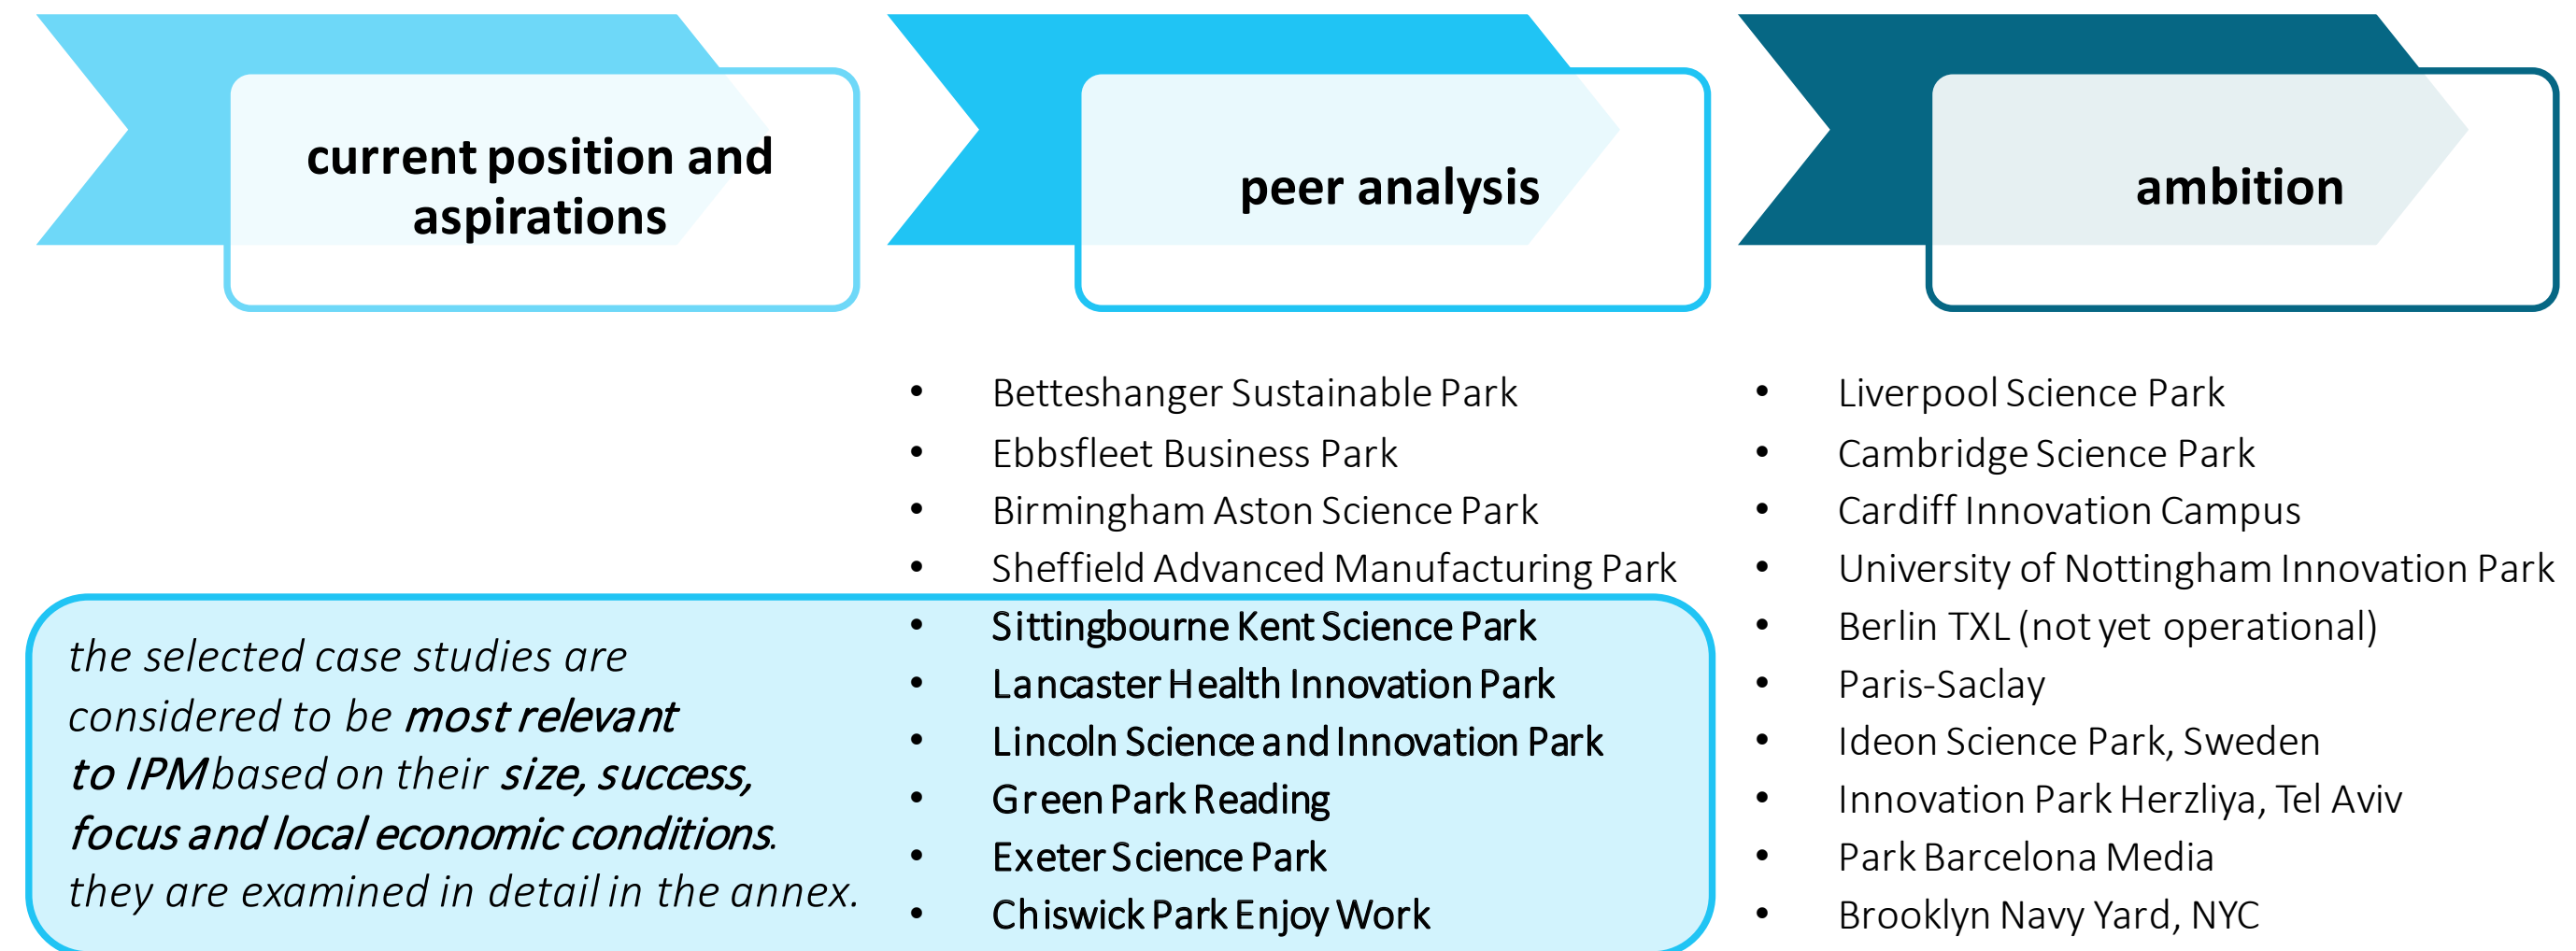 current position and
aspirations
peer analysis
ambition
• Betteshanger Sustainable Park
• Ebbsfleet Business Park
• Birmingham Aston Science Park
• Sheffield Advanced Manufacturing Park
• Sittingbourne Kent Science Park
• Lancaster Health Innovation Park
• Lincoln Science and Innovation Park
• Green Park Reading
• Exeter Science Park
• Chiswick Park Enjoy Work
• Liverpool Science Park
• Cambridge Science Park
• Cardiff Innovation Campus
• University of Nottingham Innovation Park
• Berlin TXL (not yet operational)
• Paris-Saclay
• Ideon Science Park, Sweden
• Innovation Park Herzliya, Tel Aviv
• Park Barcelona Media
• Brooklyn Navy Yard, NYC
the selected case studies are
considered to be most relevant
to IPM based on their size, success,
focus and local economic conditions.
they are examined in detail in the annex.